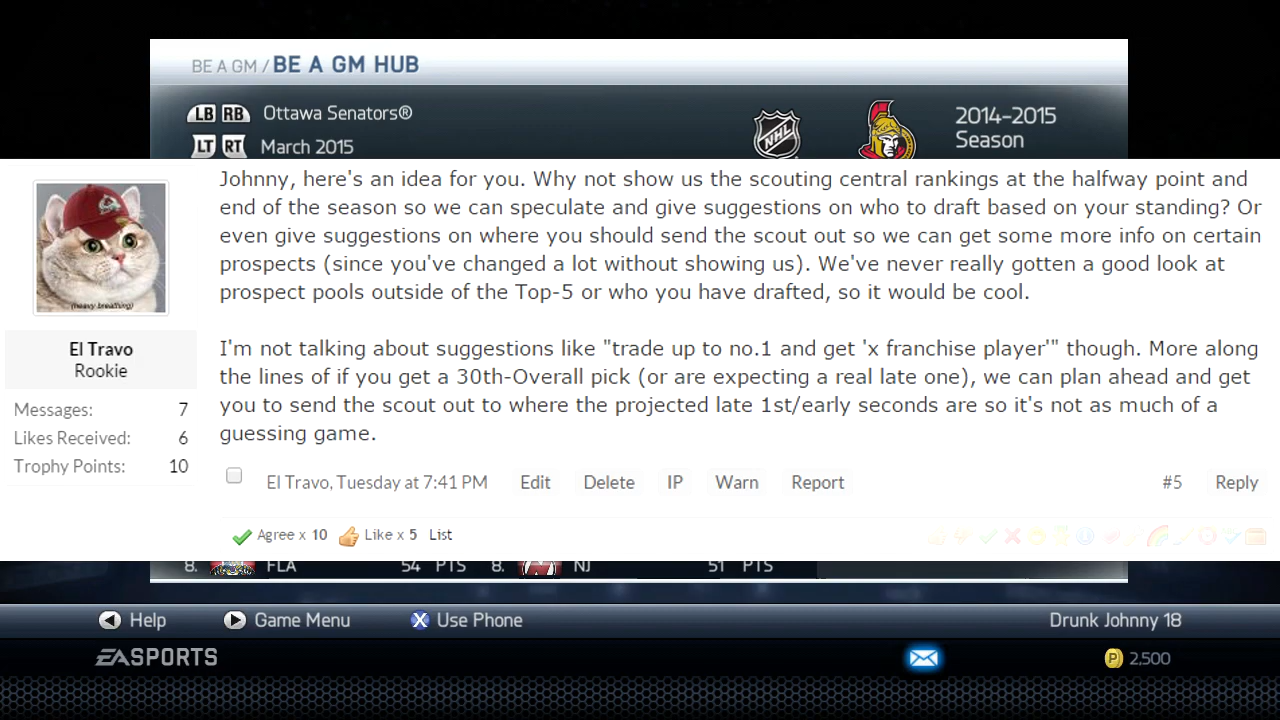 BE A GM / BE A GM HUB
LB RB Ottawa Senators®
LT RT March 2015
NHL
2014-2015
Season
Johnny, here's an idea for you. Why not show us the scouting central rankings at the halfway point and
end of the season so we can speculate and give suggestions on who to draft based on your standing? Or
even give suggestions on where you should send the scout out so we can get some more info on certain
prospects (since you've changed a lot without showing us). We've never really gotten a good look at
prospect pools outside of the Top-5 or who you have drafted, so it would be cool.
I'm not talking about suggestions like "trade up to no.1 and get 'x franchise player'" though. More along
the lines of if you get a 30th-Overall pick (or are expecting a real late one), we can plan ahead and get
you to send the scout out to where the projected late 1st/early seconds are so it's not as much of a
guessing game.
(heavy breathing)
El Travo
Rookie
Messages: 7
Likes Received: 6
Trophy Points: 10
El Travo, Tuesday at 7:41 PM Edit Delete IP Warn Report #5 Reply
Agree x 10 Like x 5 List
8. FLA 54 PTS 8. NJ 51 PTS
Help Game Menu X Use Phone Drunk Johnny 18
EA SPORTS P 2,500